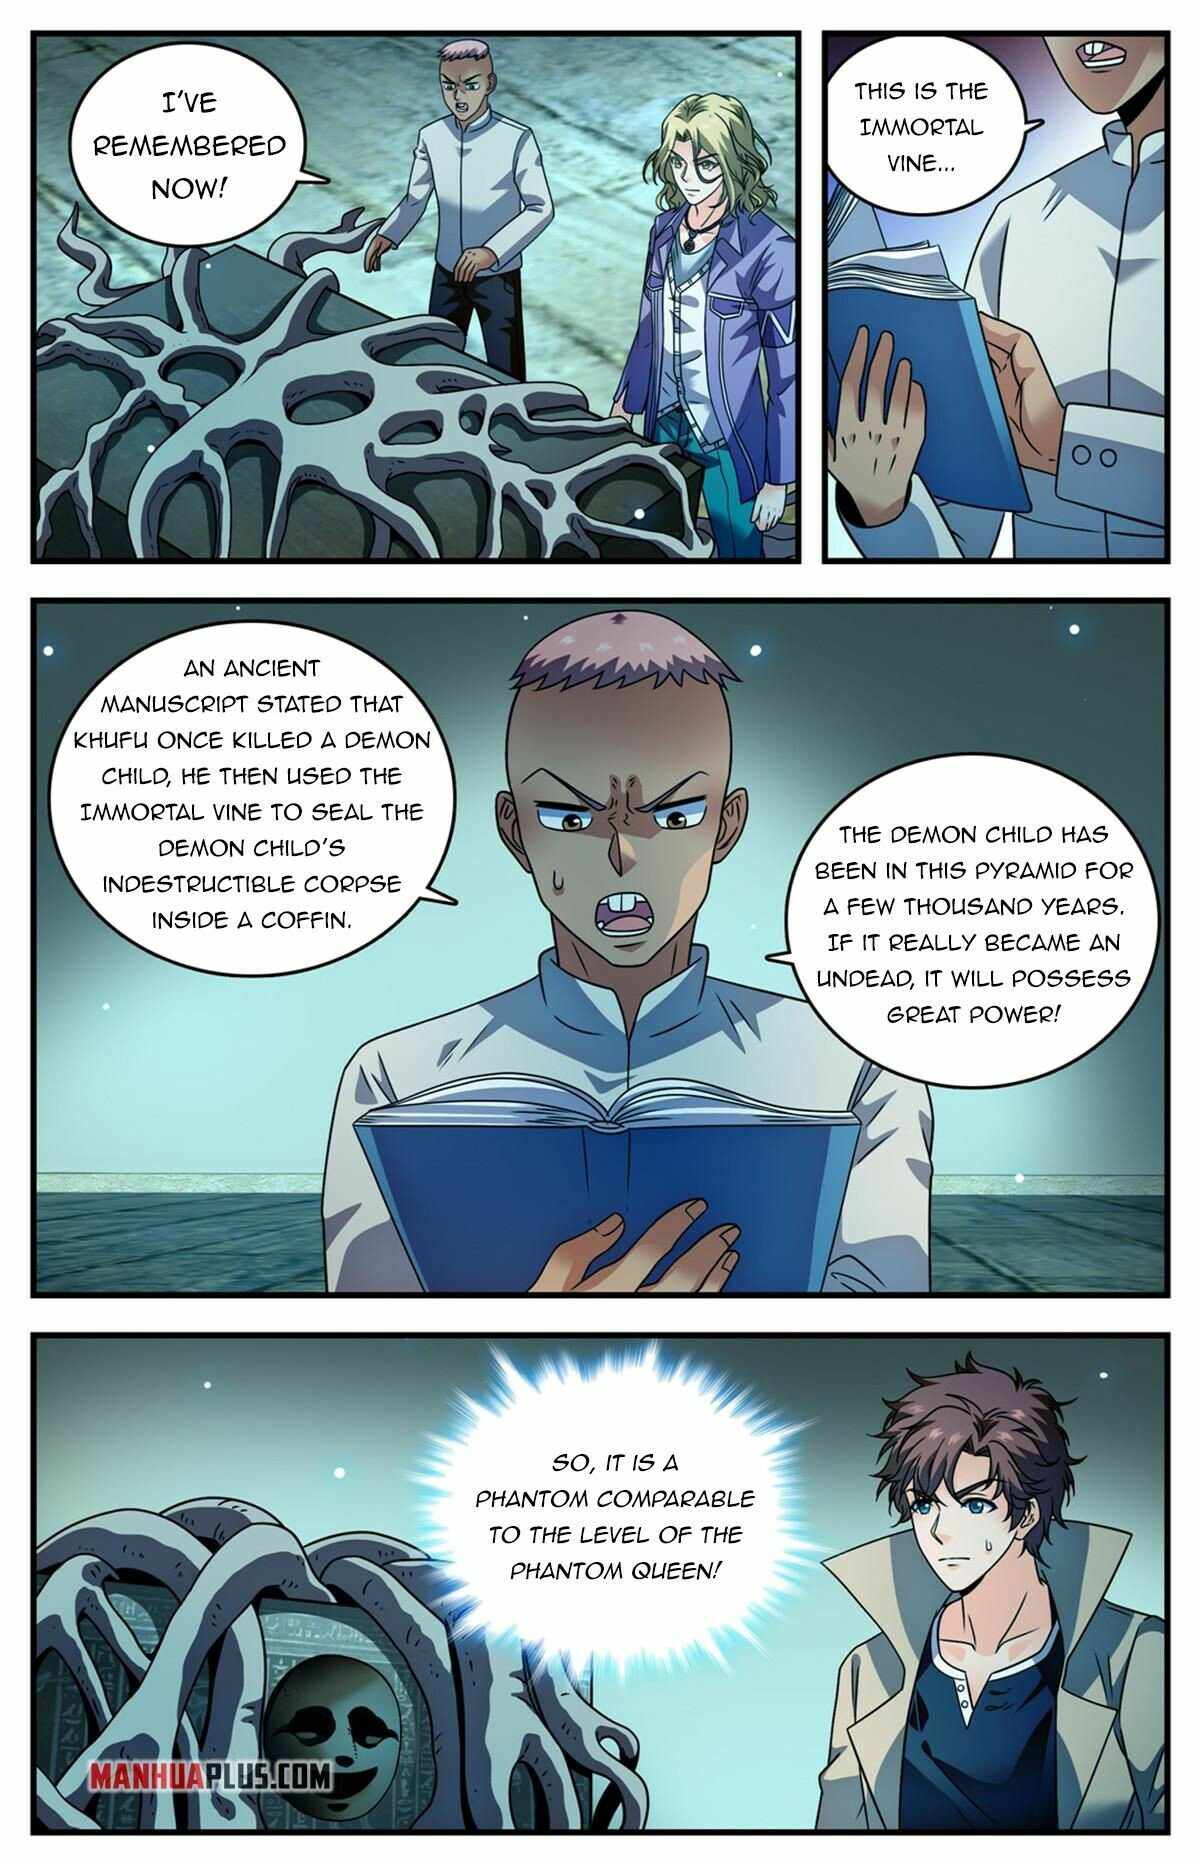 I'VE
REMEMBERED
NOW!
THIS IS THE
IMMORTAL
VINE...
AN ANCIENT
MANUSCRIPT STATED THAT
KHUFU ONCE KILLED A DEMON
CHILD, HE THEN USED THE
IMMORTAL VINE TO SEAL THE
DEMON CHILD'S
INDESTRUCTIBLE CORPSE
INSIDE A COFFIN.
THE DEMON CHILD HAS
BEEN IN THIS PYRAMID FOR
A FEW THOUSAND YEARS.
IF IT REALLY BECAME AN
UNDEAD, IT WILL POSSESS
GREAT POWER!
SO, IT IS A
PHANTOM COMPARABLE
TO THE LEVEL OF THE
PHANTOM QUEEN!
MANHUAPLUS.COM